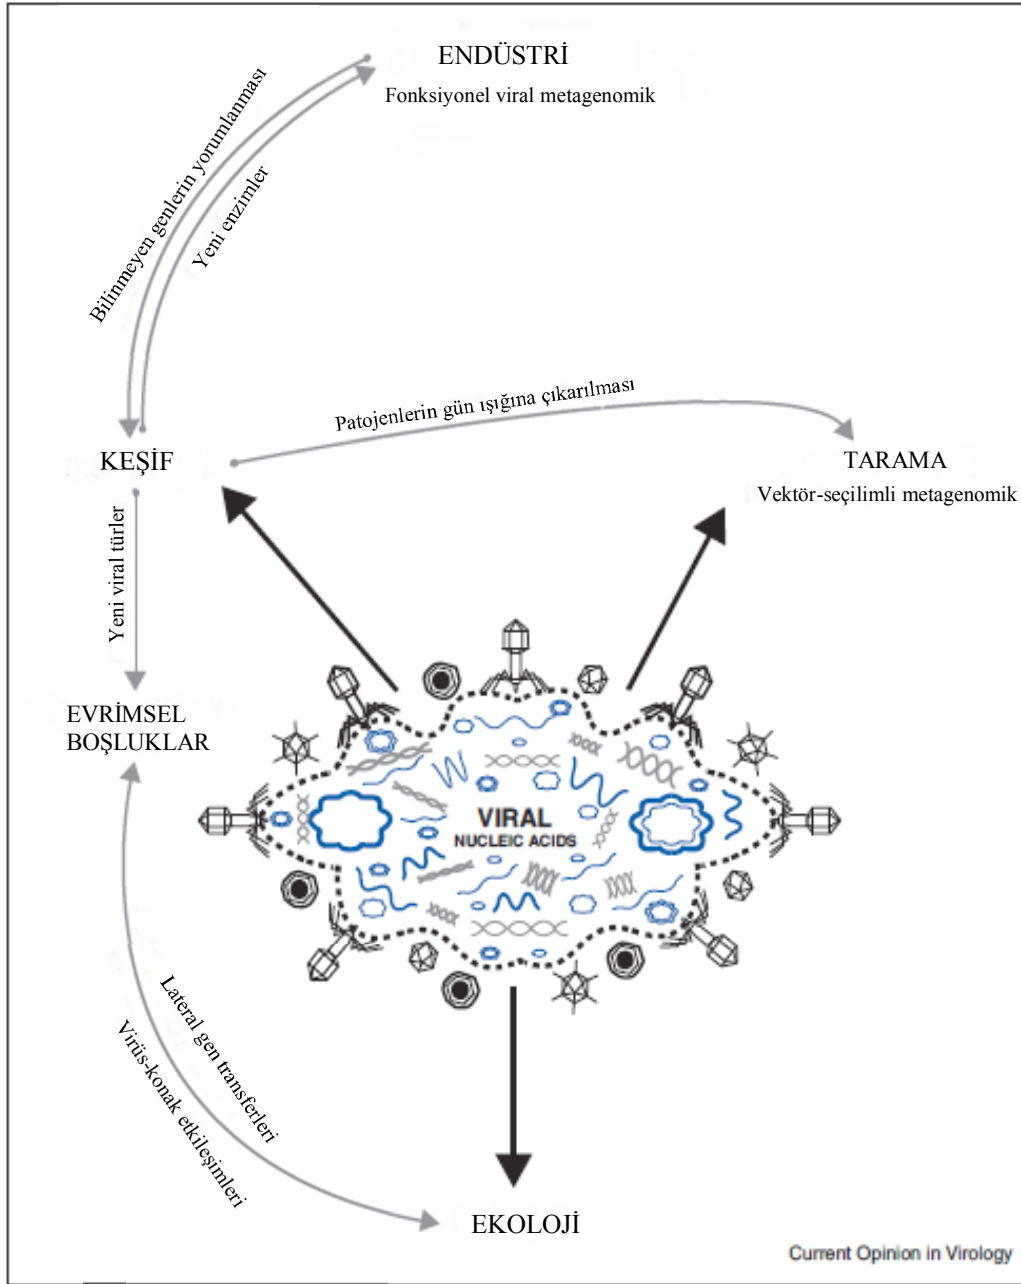 ENDÜSTRİ
Fonksiyonel viral metagenomik
Bilinmeyen genlerin yorumlanması
Yeni enzimler
Patojenlerin gün ışığına çıkarılması
KEŞİF
TARAMA
Vektör-seçilimli metagenomik
Yeni viral türler
EVRİMSEL
BOŞLUKLAR
VIRAL
NUCLEIC ACIDS
Lateral gen transferleri
Virüs-konak etkileşimleri
EKOLOJİ
Current Opinion in Virology